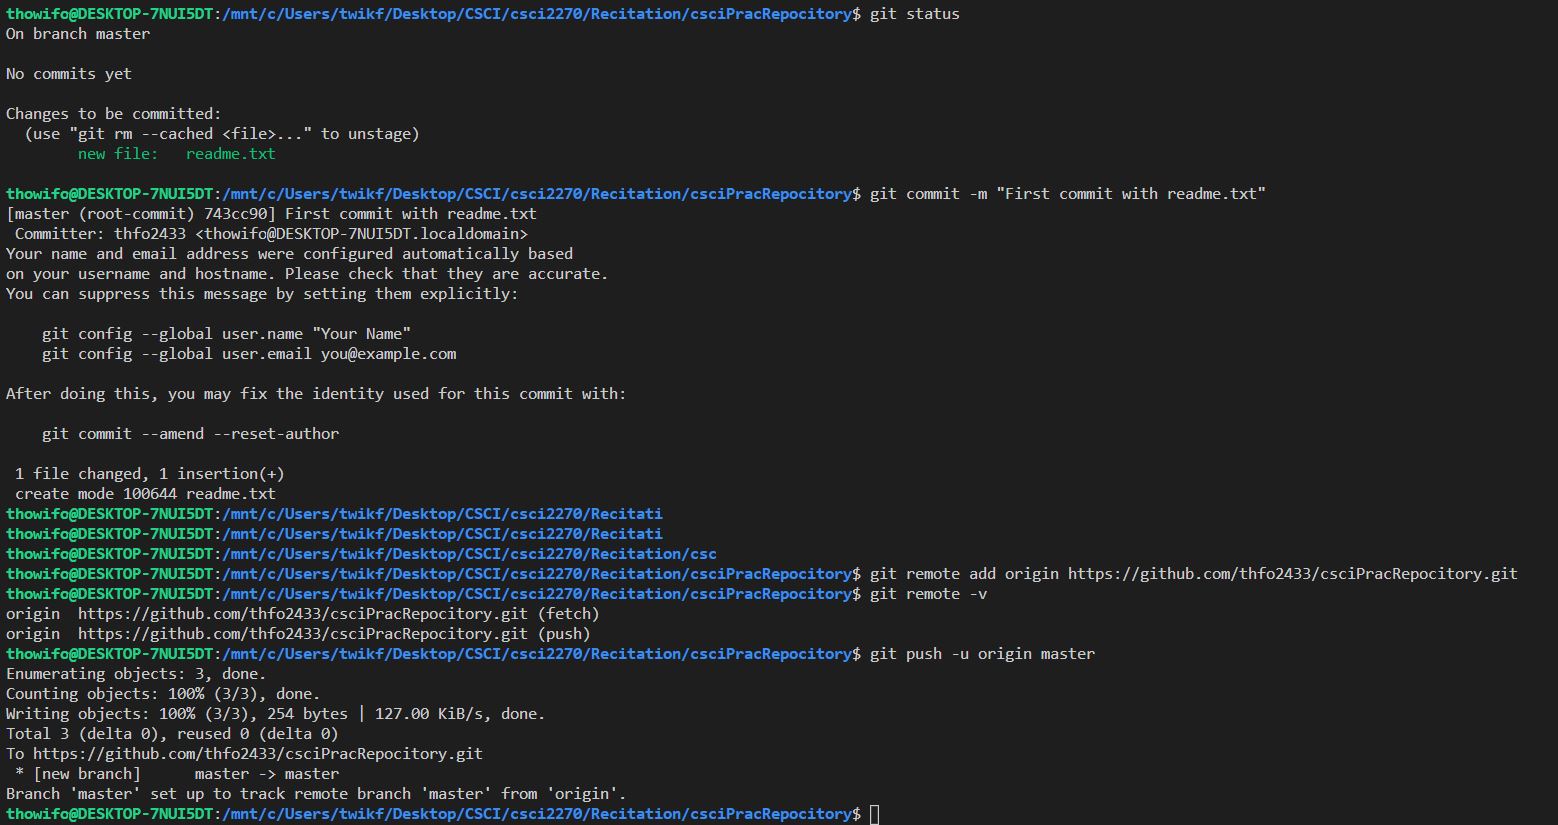 thowifo@DESKTOP-7NUI5DT:/mnt/c/Users/twikf/Desktop/CSCI/csci2270/Recitation/csciPracRepocitory$ git status
On branch master
No commits yet
Changes to be committed:
  (use "git rm --cached <file>..." to unstage)
        new file:   readme.txt
thowifo@DESKTOP-7NUI5DT:/mnt/c/Users/twikf/Desktop/CSCI/csci2270/Recitation/csciPracRepocitory$ git commit -m "First commit with readme.txt"
[master (root-commit) 743cc90] First commit with readme.txt
 Committer: thfo2433 <thowifo@DESKTOP-7NUI5DT.localdomain>
Your name and email address were configured automatically based
on your username and hostname. Please check that they are accurate.
You can suppress this message by setting them explicitly:
    git config --global user.name "Your Name"
    git config --global user.email you@example.com
After doing this, you may fix the identity used for this commit with:
    git commit --amend --reset-author
 1 file changed, 1 insertion(+)
 create mode 100644 readme.txt
thowifo@DESKTOP-7NUI5DT:/mnt/c/Users/twikf/Desktop/CSCI/csci2270/Recitati
thowifo@DESKTOP-7NUI5DT:/mnt/c/Users/twikf/Desktop/CSCI/csci2270/Recitati
thowifo@DESKTOP-7NUI5DT:/mnt/c/Users/twikf/Desktop/CSCI/csci2270/Recitation/csc
thowifo@DESKTOP-7NUI5DT:/mnt/c/Users/twikf/Desktop/CSCI/csci2270/Recitation/csciPracRepocitory$ git remote add origin https://github.com/thfo2433/csciPracRepocitory.git
thowifo@DESKTOP-7NUI5DT:/mnt/c/Users/twikf/Desktop/CSCI/csci2270/Recitation/csciPracRepocitory$ git remote -v
origin  https://github.com/thfo2433/csciPracRepocitory.git (fetch)
origin  https://github.com/thfo2433/csciPracRepocitory.git (push)
thowifo@DESKTOP-7NUI5DT:/mnt/c/Users/twikf/Desktop/CSCI/csci2270/Recitation/csciPracRepocitory$ git push -u origin master
Enumerating objects: 3, done.
Counting objects: 100% (3/3), done.
Writing objects: 100% (3/3), 254 bytes | 127.00 KiB/s, done.
Total 3 (delta 0), reused 0 (delta 0)
To https://github.com/thfo2433/csciPracRepocitory.git
 * [new branch]      master -> master
Branch 'master' set up to track remote branch 'master' from 'origin'.
thowifo@DESKTOP-7NUI5DT:/mnt/c/Users/twikf/Desktop/CSCI/csci2270/Recitation/csciPracRepocitory$